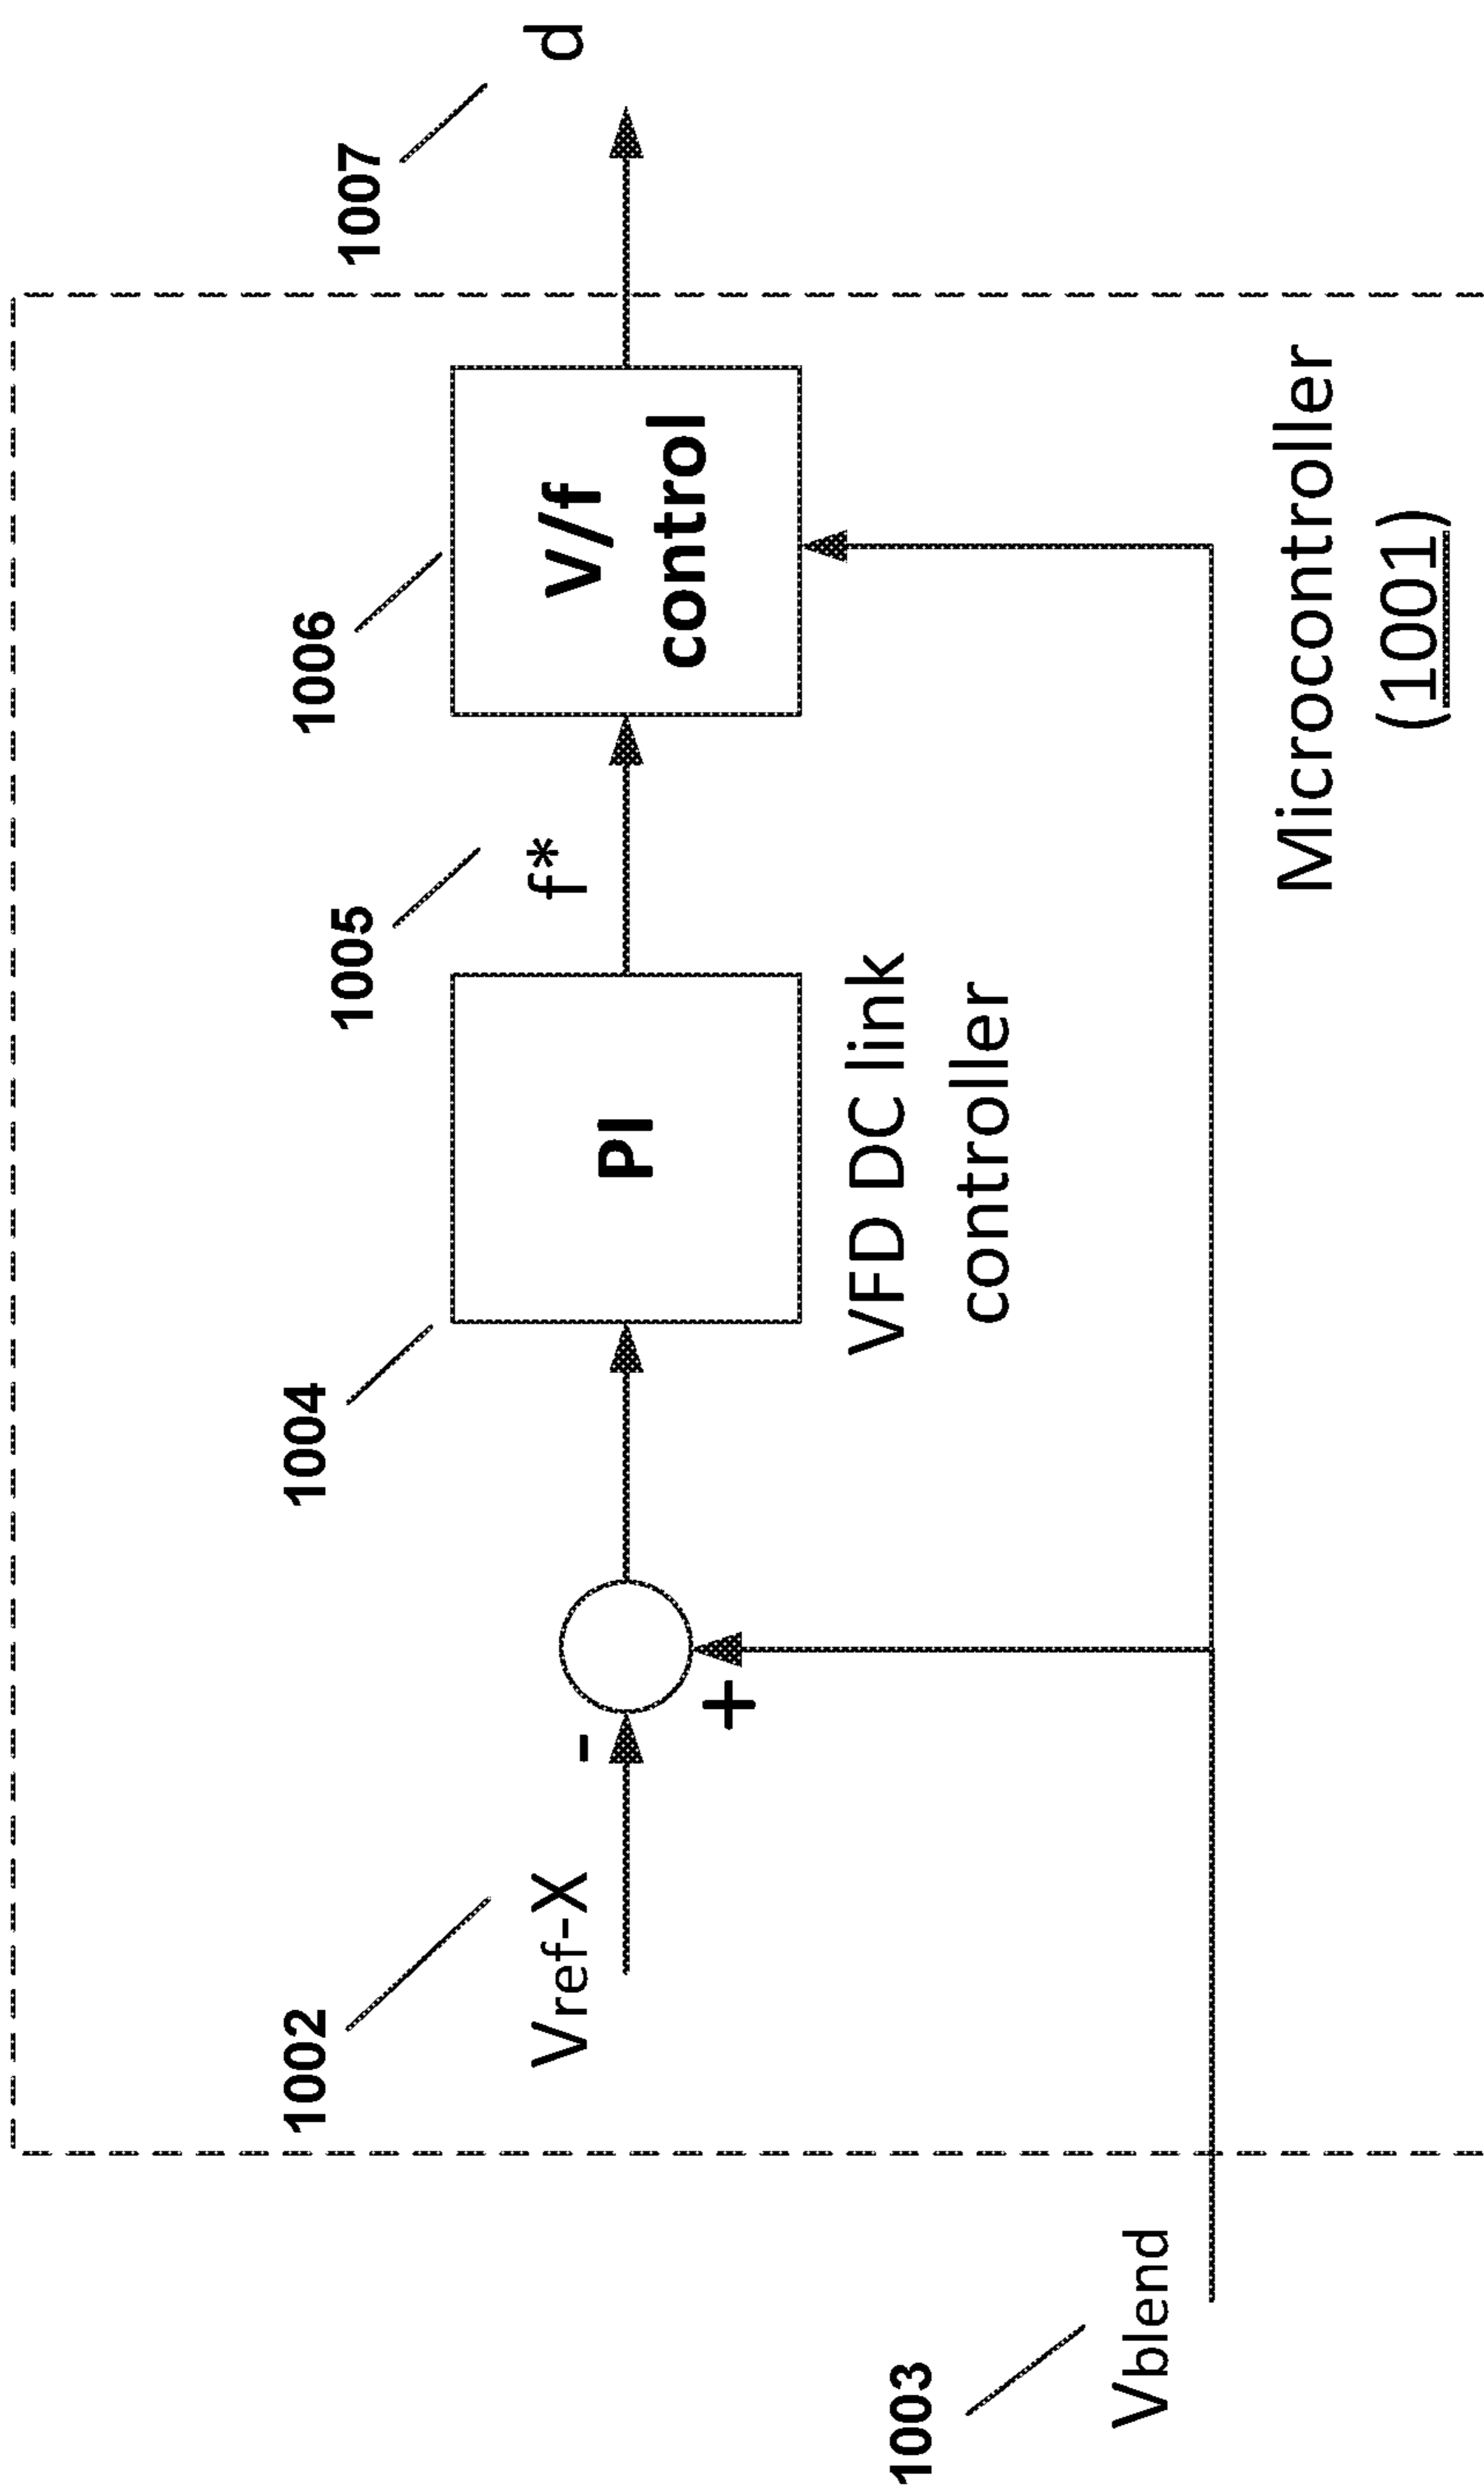 1002
Vref-X
-
+
1003
Vblend
1004
PI
VFD DC link
controller
1005
f*
1006
V/f
control
1007
d
Microcontroller
(1001)